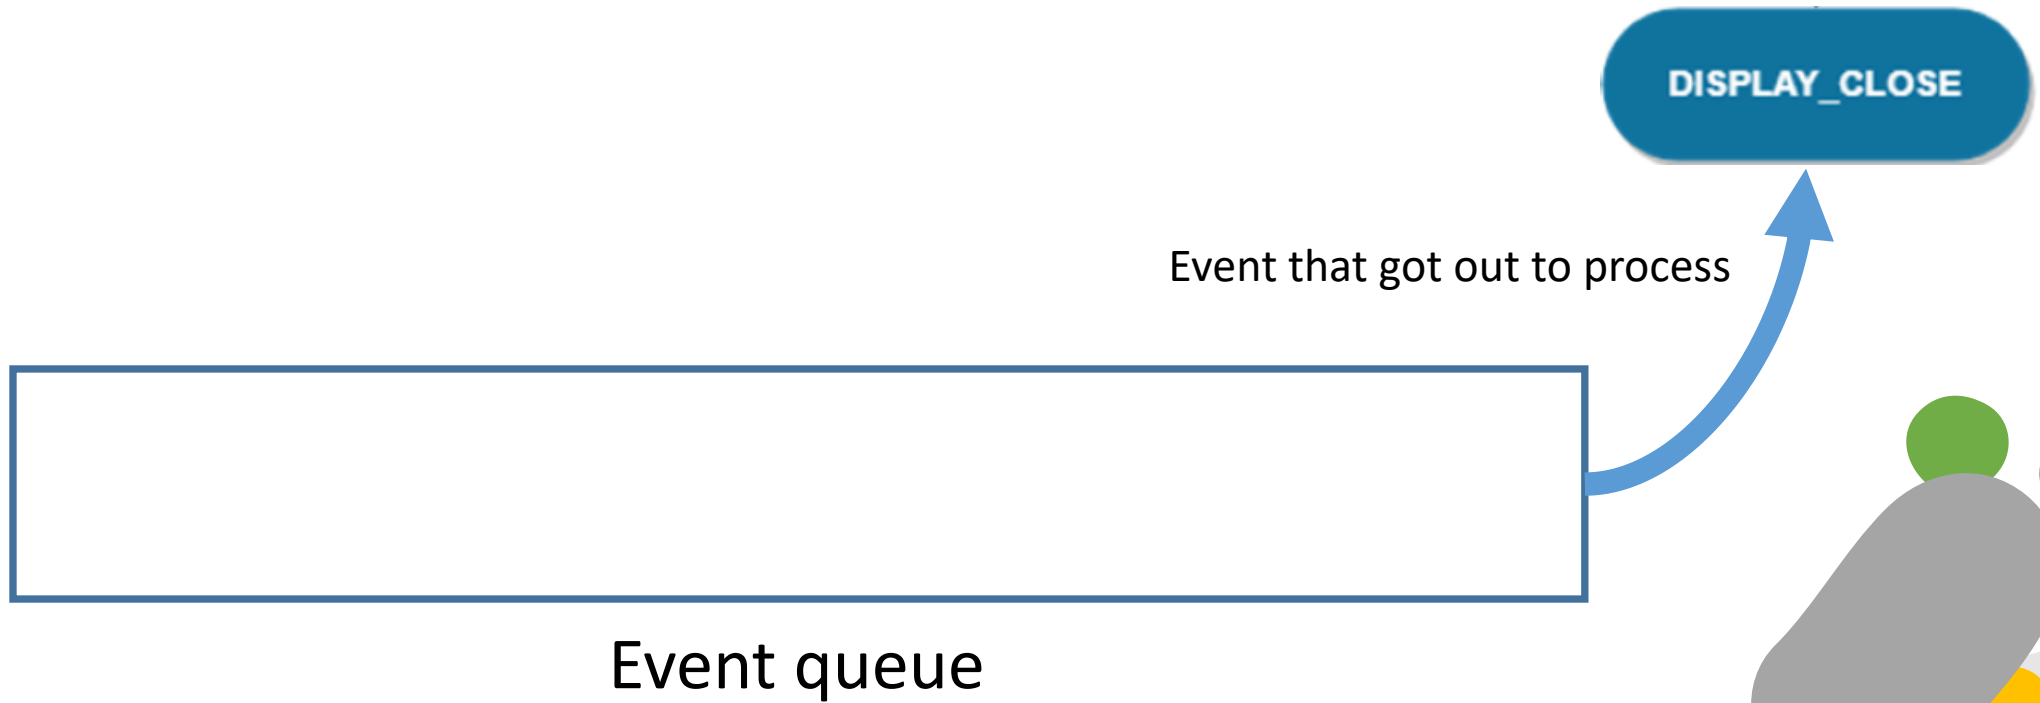 DISPLAY_CLOSE
Event that got out to process
Event queue